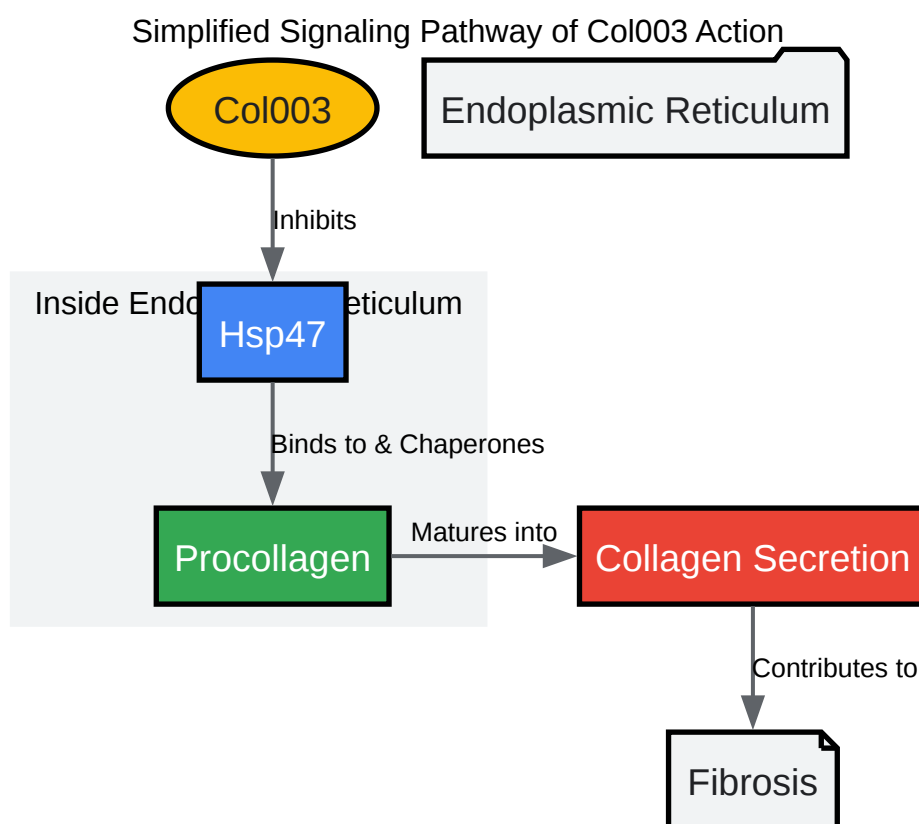 Simplified Signaling Pathway of Col003 Action
Col003
Endoplasmic Reticulum
Inhibits
Inside Endo eticulum
Hsp47
Binds to & Chaperones
Procollagen
Matures into
Collagen Secretion
Contributes to
Fibrosis